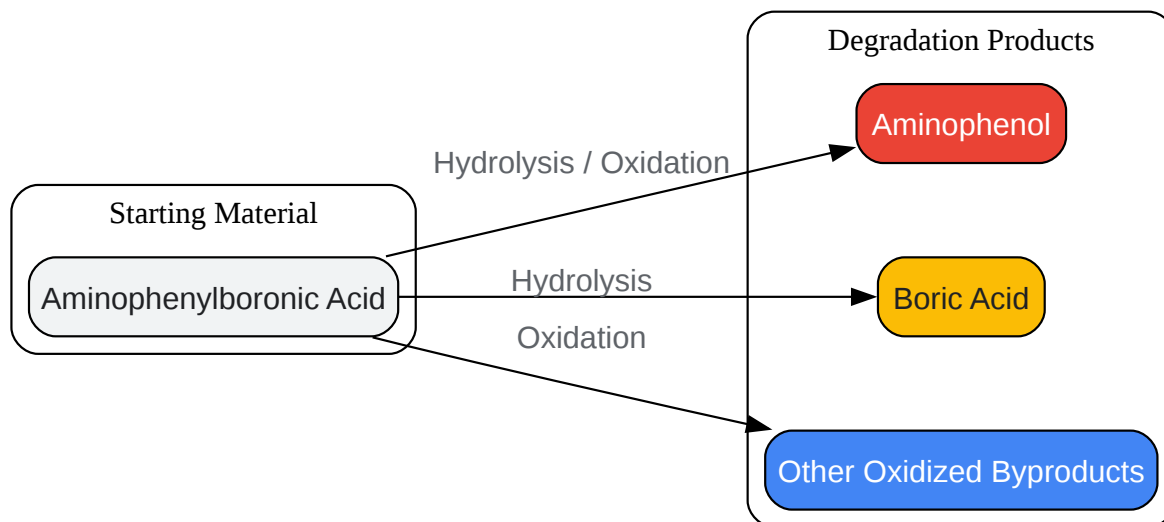 Degradation Products
Aminophenol
Hydrolysis / Oxidation
Starting Material
Aminophenylboronic Acid
Hydrolysis
Boric Acid
Oxidation
Other Oxidized Byproducts